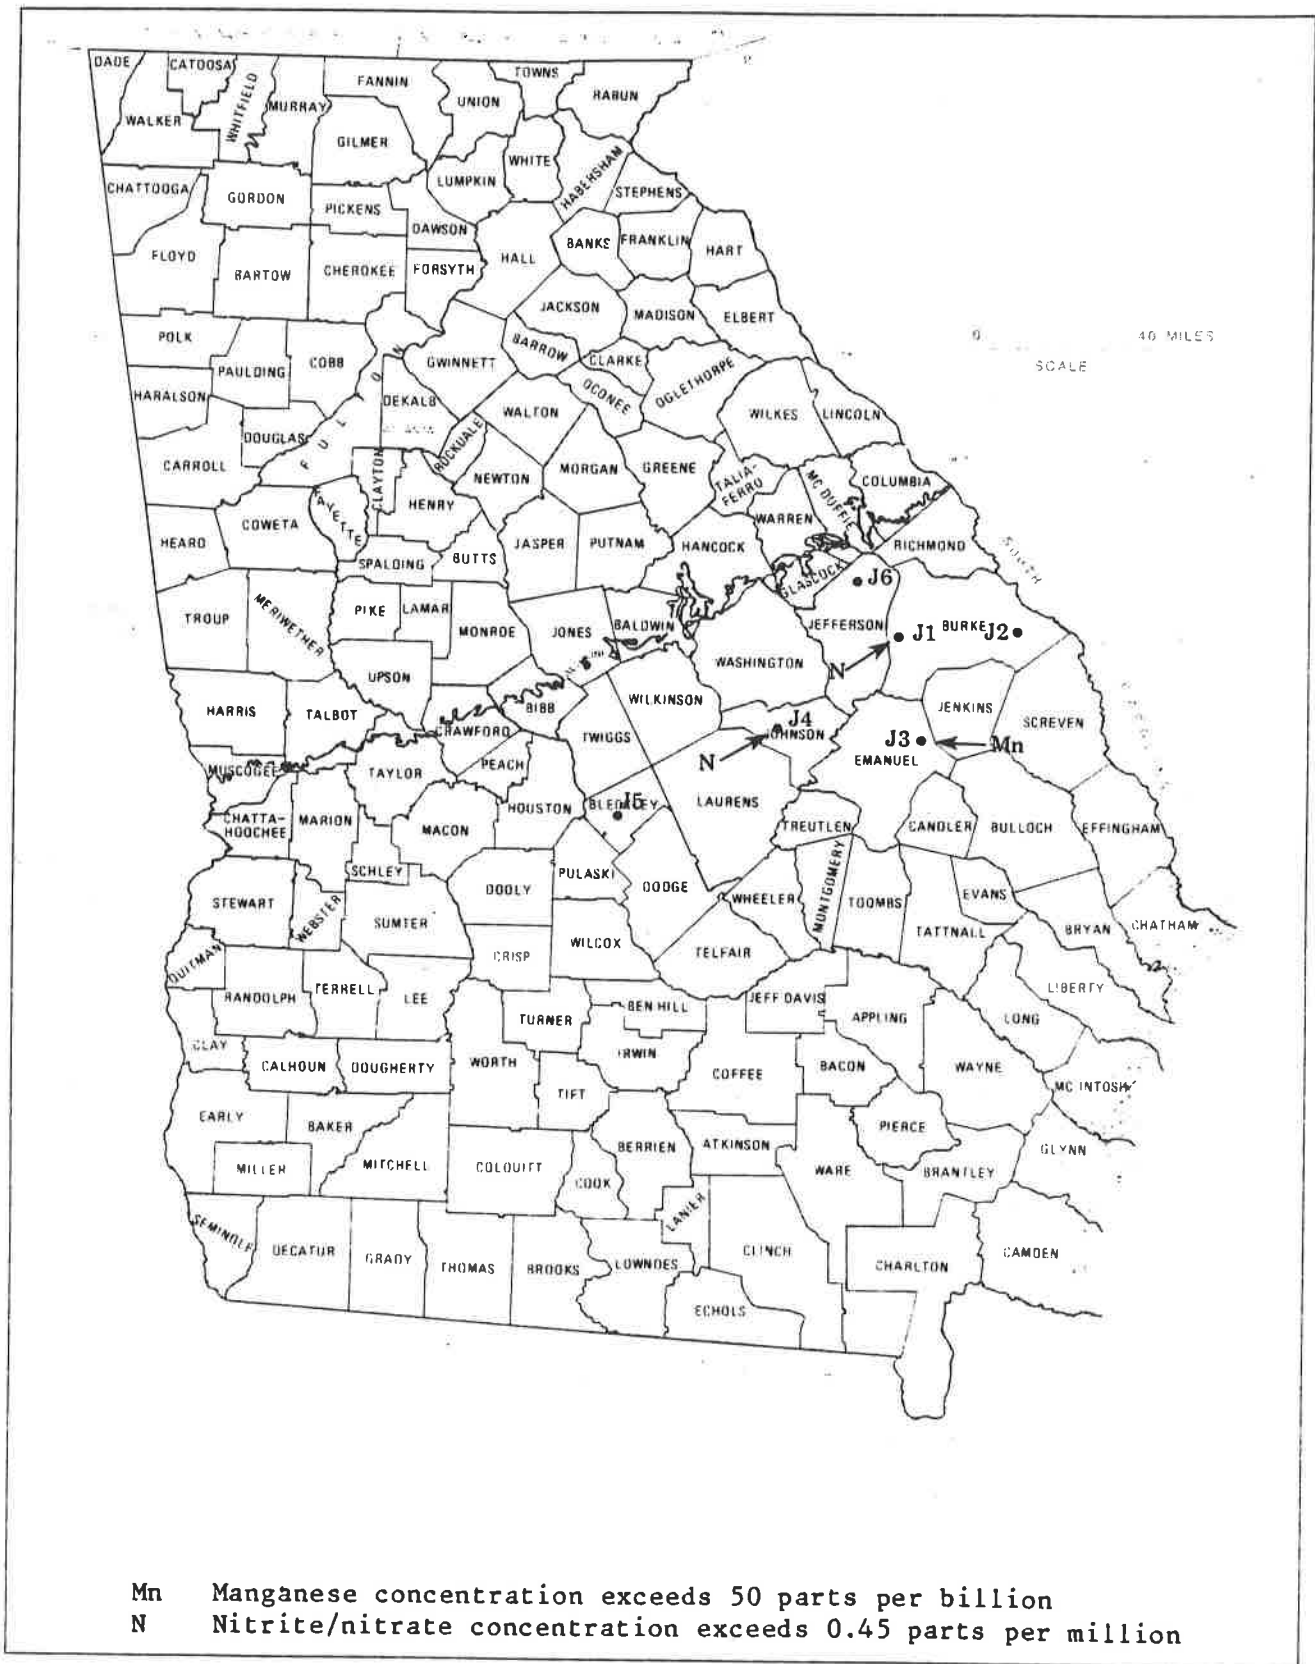 DADE
CATOOSA
FANNIN
TOWNS
RABUN
UNION
WHITFIELD
MURRAY
WALKER
GILMER
WHITE
HABERSHAM
LUMPKIN
STEPHENS
CHATTOOGA
GORDON
PICKENS
DAWSON
BANKS
FRANKLIN
HART
FLOYD
BARTOW
CHEROKEE
FORSYTH
HALL
JACKSON
MADISON
ELBERT
POLK
PAULDING
COBB
GWINNETT
BARROW
CLARKE
0 40 MILES
SCALE
HARALSON
FULTON
DEKALB
WALTON
OCONEE
OGLETHORPE
WILKES
LINCOLN
DOUGLAS
ROCKDALE
CARROLL
CLAYTON
NEWTON
MORGAN
GREENE
TALIA-
FERRO
MC DUFFIE
COLUMBIA
COWETA
FAYETTE
HENRY
WARREN
HEARD
SPALDING
BUTTS
JASPER
PUTNAM
HANCOCK
RICHMOND
SOUTH
GLASCOCK
J6
TROUP
MERIWETHER
PIKE
LAMAR
MONROE
JONES
BALDWIN
JEFFERSON
J1
BURKE
J2
N
UPSON
WASHINGTON
HARRIS
TALBOT
BIBB
WILKINSON
JENKINS
SCREVEN
CRAWFORD
TWIGGS
J4
JOHNSON
N
J3
Mn
EMANUEL
MUSCOGEE
TAYLOR
PEACH
HOUSTON
BLECKLEY
J5
LAURENS
CHATTA-
HOOCHEE
MARION
MACON
TREUTLEN
CANDLER
BULLOCH
EFFINGHAM
SCHLEY
PULASKI
STEWART
WEBSTER
SUMTER
DOOLY
DODGE
WHEELER
MONTGOMERY
TOOMBS
EVANS
TATTNALL
BRYAN
CHATHAM
QUITMAN
CRISP
WILCOX
TELFAIR
RANDOLPH
TERRELL
LEE
TURNER
BEN HILL
JEFF DAVIS
APPLING
LONG
LIBERTY
CLAY
CALHOUN
DOUGHERTY
WORTH
IRWIN
COFFEE
BACON
WAYNE
MC INTOSH
EARLY
BAKER
TIFT
PIERCE
MILLER
MITCHELL
COLQUITT
COOK
BERRIEN
ATKINSON
WARE
BRANTLEY
GLYNN
SEMINOLE
DECATUR
GRADY
THOMAS
BROOKS
LOWNDES
LANIER
CLINCH
CHARLTON
CAMDEN
ECHOLS
Mn Manganese concentration exceeds 50 parts per billion
N Nitrite/nitrate concentration exceeds 0.45 parts per million